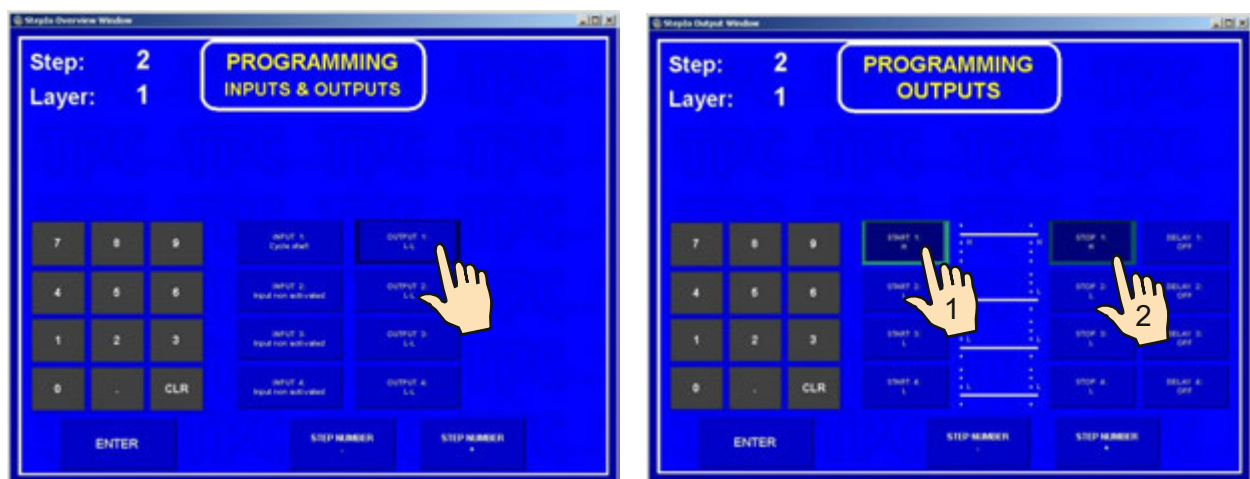 Stepto Overview Window
Step: 2
Layer: 1
PROGRAMMING
INPUTS & OUTPUTS
7 8 9
4 5 6
1 2 3
0 . CLR
ENTER
INPUT 1:
Cycle start
OUTPUT 1:
L-L
INPUT 2:
Input non activated
OUTPUT 2:
L-L
INPUT 3:
Input non activated
OUTPUT 3:
L-L
INPUT 4:
Input non activated
OUTPUT 4:
L-L
STEP NUMBER
-
STEP NUMBER
+
Stepto Output Window
Step: 2
Layer: 1
PROGRAMMING
OUTPUTS
7 8 9
4 5 6
1 2 3
0 . CLR
ENTER
START 1:
H
H H
STOP 1:
H
DELAY 1:
OFF
START 2:
L
L
STOP 2:
L
DELAY 2:
OFF
START 3:
L
L L
STOP 3:
L
DELAY 3:
OFF
START 4:
L
L L
STOP 4:
L
DELAY 4:
OFF
1
2
STEP NUMBER
-
STEP NUMBER
+